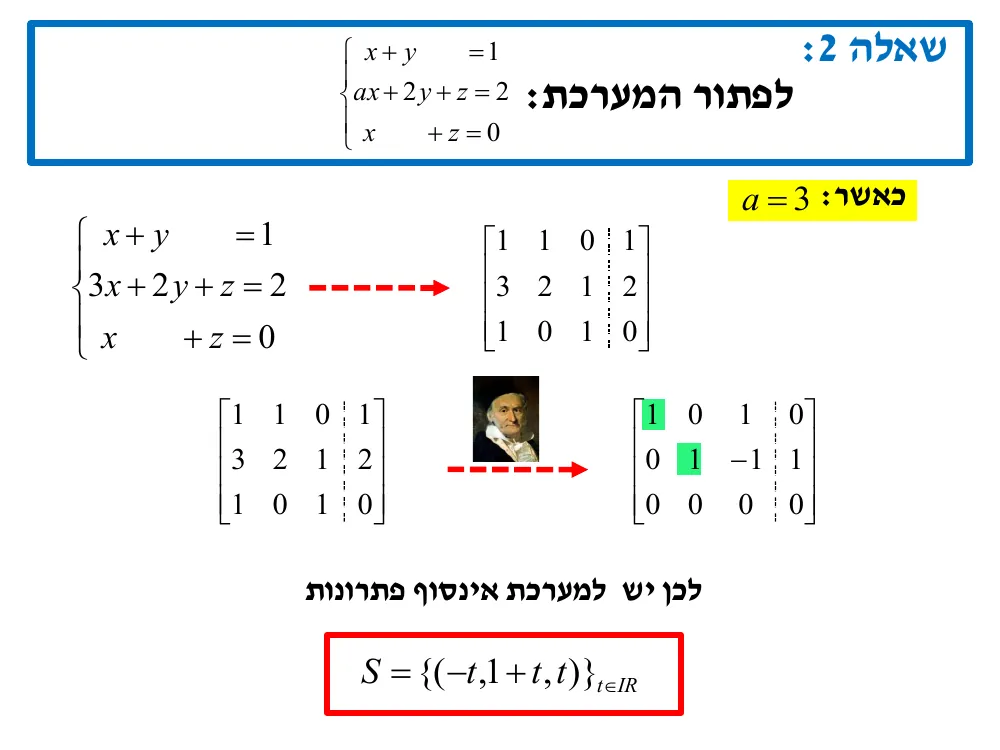 שאלה 2:
לפתור המערכת:
x + y = 1
ax + 2y + z = 2
x + z = 0
כאשר: a = 3
x + y = 1
3x + 2y + z = 2
x + z = 0
1 1 0 1
3 2 1 2
1 0 1 0
1 1 0 1
3 2 1 2
1 0 1 0
1 0 1 0
0 1 −1 1
0 0 0 0
לכן יש למערכת אינסוף פתרונות
S = {(−t,1 + t, t)}t∈IR